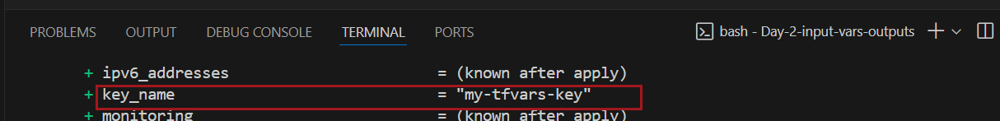 PROBLEMS OUTPUT DEBUG CONSOLE TERMINAL PORTS bash - Day-2-input-vars-outputs
+ ipv6_addresses = (known after apply)
+ key_name = "my-tfvars-key"
+ monitoring = (known after apply)